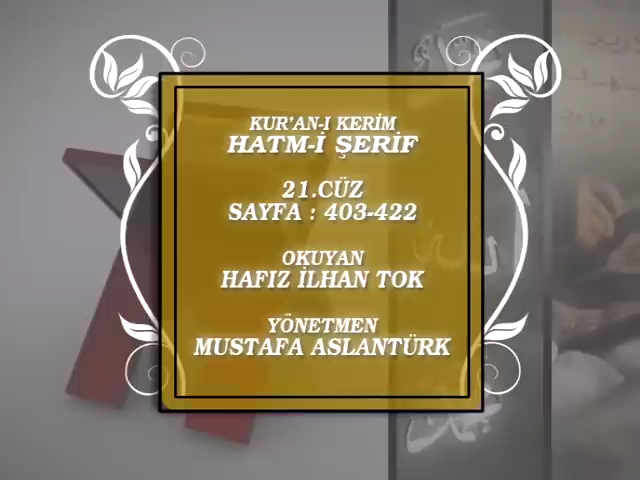 KUR'AN-I KERİM
HATM-İ ŞERİF
21.CÜZ
SAYFA : 403-422
OKUYAN
HAFIZ İLHAN TOK
YÖNETMEN
MUSTAFA ASLANTÜRK